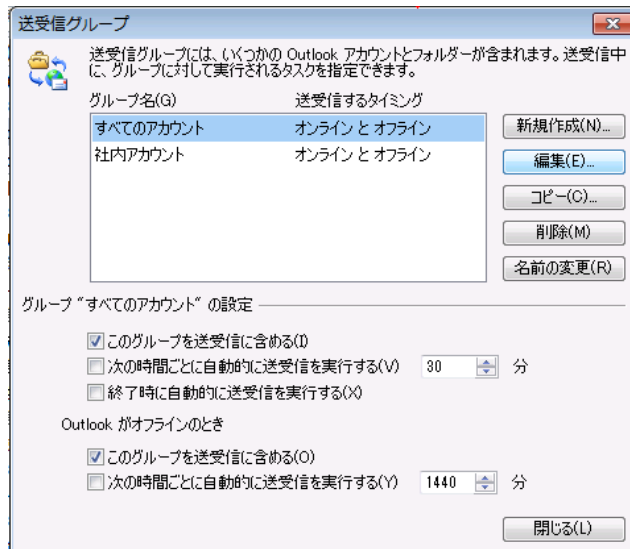 送受信グループ
送受信グループには、いくつかの Outlook アカウントとフォルダーが含まれます。送受信中
に、グループに対して実行されるタスクを指定できます。
グループ名(G) 送受信するタイミング
すべてのアカウント オンライン と オフライン
社内アカウント オンライン と オフライン
新規作成(N)...
編集(E)...
コピー(C)...
削除(M)
名前の変更(R)
グループ “すべてのアカウント” の設定
このグループを送受信に含める(I)
次の時間ごとに自動的に送受信を実行する(V) 30 分
終了時に自動的に送受信を実行する(X)
Outlook がオフラインのとき
このグループを送受信に含める(O)
次の時間ごとに自動的に送受信を実行する(Y) 1440 分
閉じる(L)